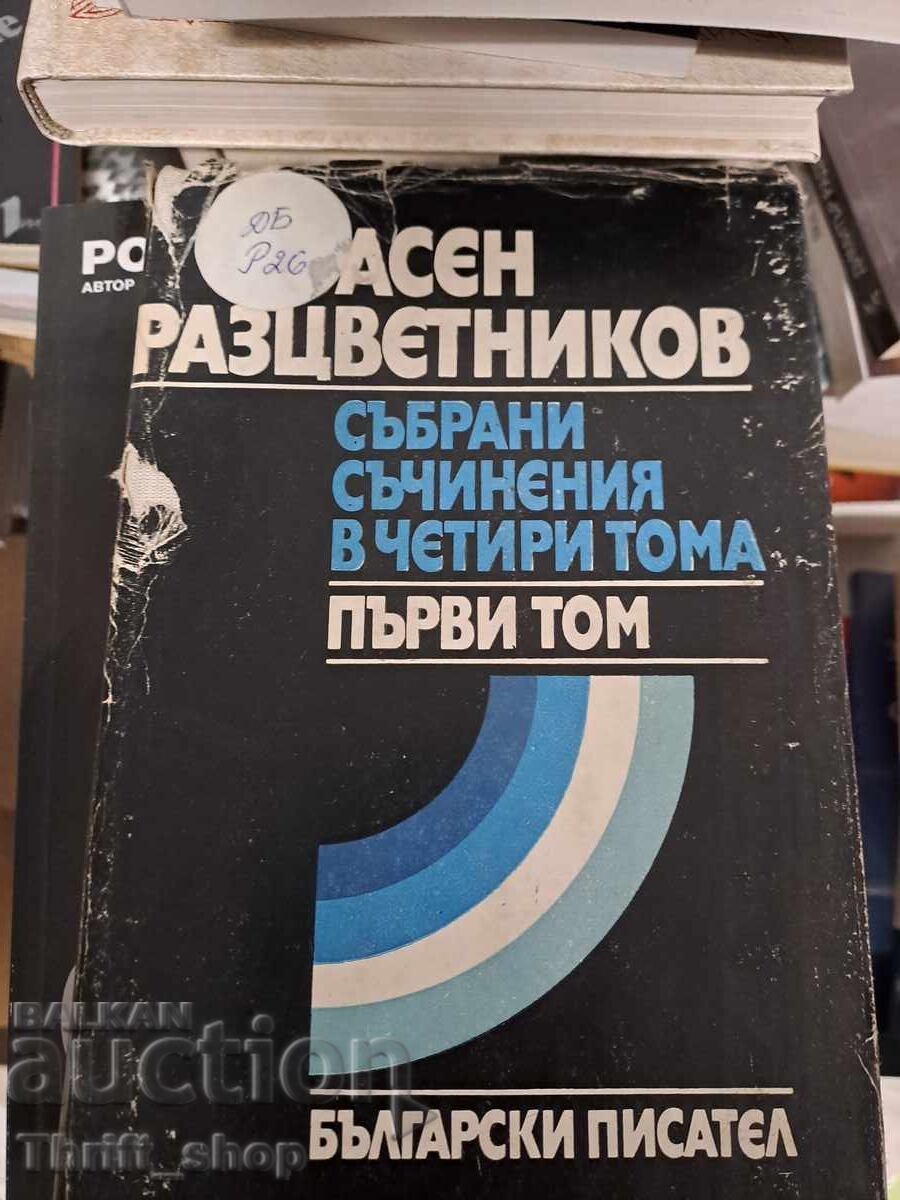 ДБ
Р26
РО
АВТОР
АСЕН
РАЗЦВЕТНИКОВ
СЪБРАНИ
СЪЧИНЕНИЯ
В ЧЕТИРИ ТОМА
ПЪРВИ ТОМ
БЪЛГАРСКИ ПИСАТЕЛ
BALKAN
auction
Thrift_shop